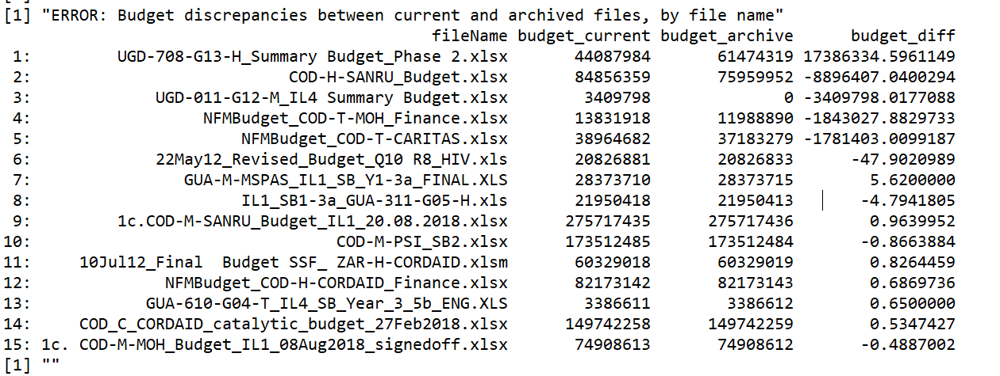 [1] "ERROR: Budget discrepancies between current and archived files, by file name"
fileName budget_current budget_archive budget_diff
1: UGD-708-G13-H_Summary Budget_Phase 2.xlsx 44087984 61474319 17386334.5961149
2: COD-H-SANRU_Budget.xlsx 84856359 75959952 -8896407.0400294
3: UGD-011-G12-M_IL4 Summary Budget.xlsx 3409798 0 -3409798.0177088
4: NFMBudget_COD-T-MOH_Finance.xlsx 13831918 11988890 -1843027.8829733
5: NFMBudget_COD-T-CARITAS.xlsx 38964682 37183279 -1781403.0099187
6: 22May12_Revised_Budget_Q10 R8_HIV.xls 20826881 20826833 -47.9020989
7: GUA-M-MSPAS_IL1_SB_Y1-3a_FINAL.XLS 28373710 28373715 5.6200000
8: IL1_SB1-3a_GUA-311-G05-H.xls 21950418 21950413 -4.7941805
9: 1c.COD-M-SANRU_Budget_IL1_20.08.2018.xlsx 275717435 275717436 0.9639952
10: COD-M-PSI_SB2.xlsx 173512485 173512484 -0.8663884
11: 10Jul12_Final  Budget SSF_ ZAR-H-CORDAID.xlsm 60329018 60329019 0.8264459
12: NFMBudget_COD-H-CORDAID_Finance.xlsx 82173142 82173143 0.6869736
13: GUA-610-G04-T_IL4_SB_Year_3_5b_ENG.XLS 3386611 3386612 0.6500000
14: COD_C_CORDAID_catalytic_budget_27Feb2018.xlsx 149742258 149742259 0.5347427
15: 1c. COD-M-MOH_Budget_IL1_08Aug2018_signedoff.xlsx 74908613 74908612 -0.4887002
[1] ""